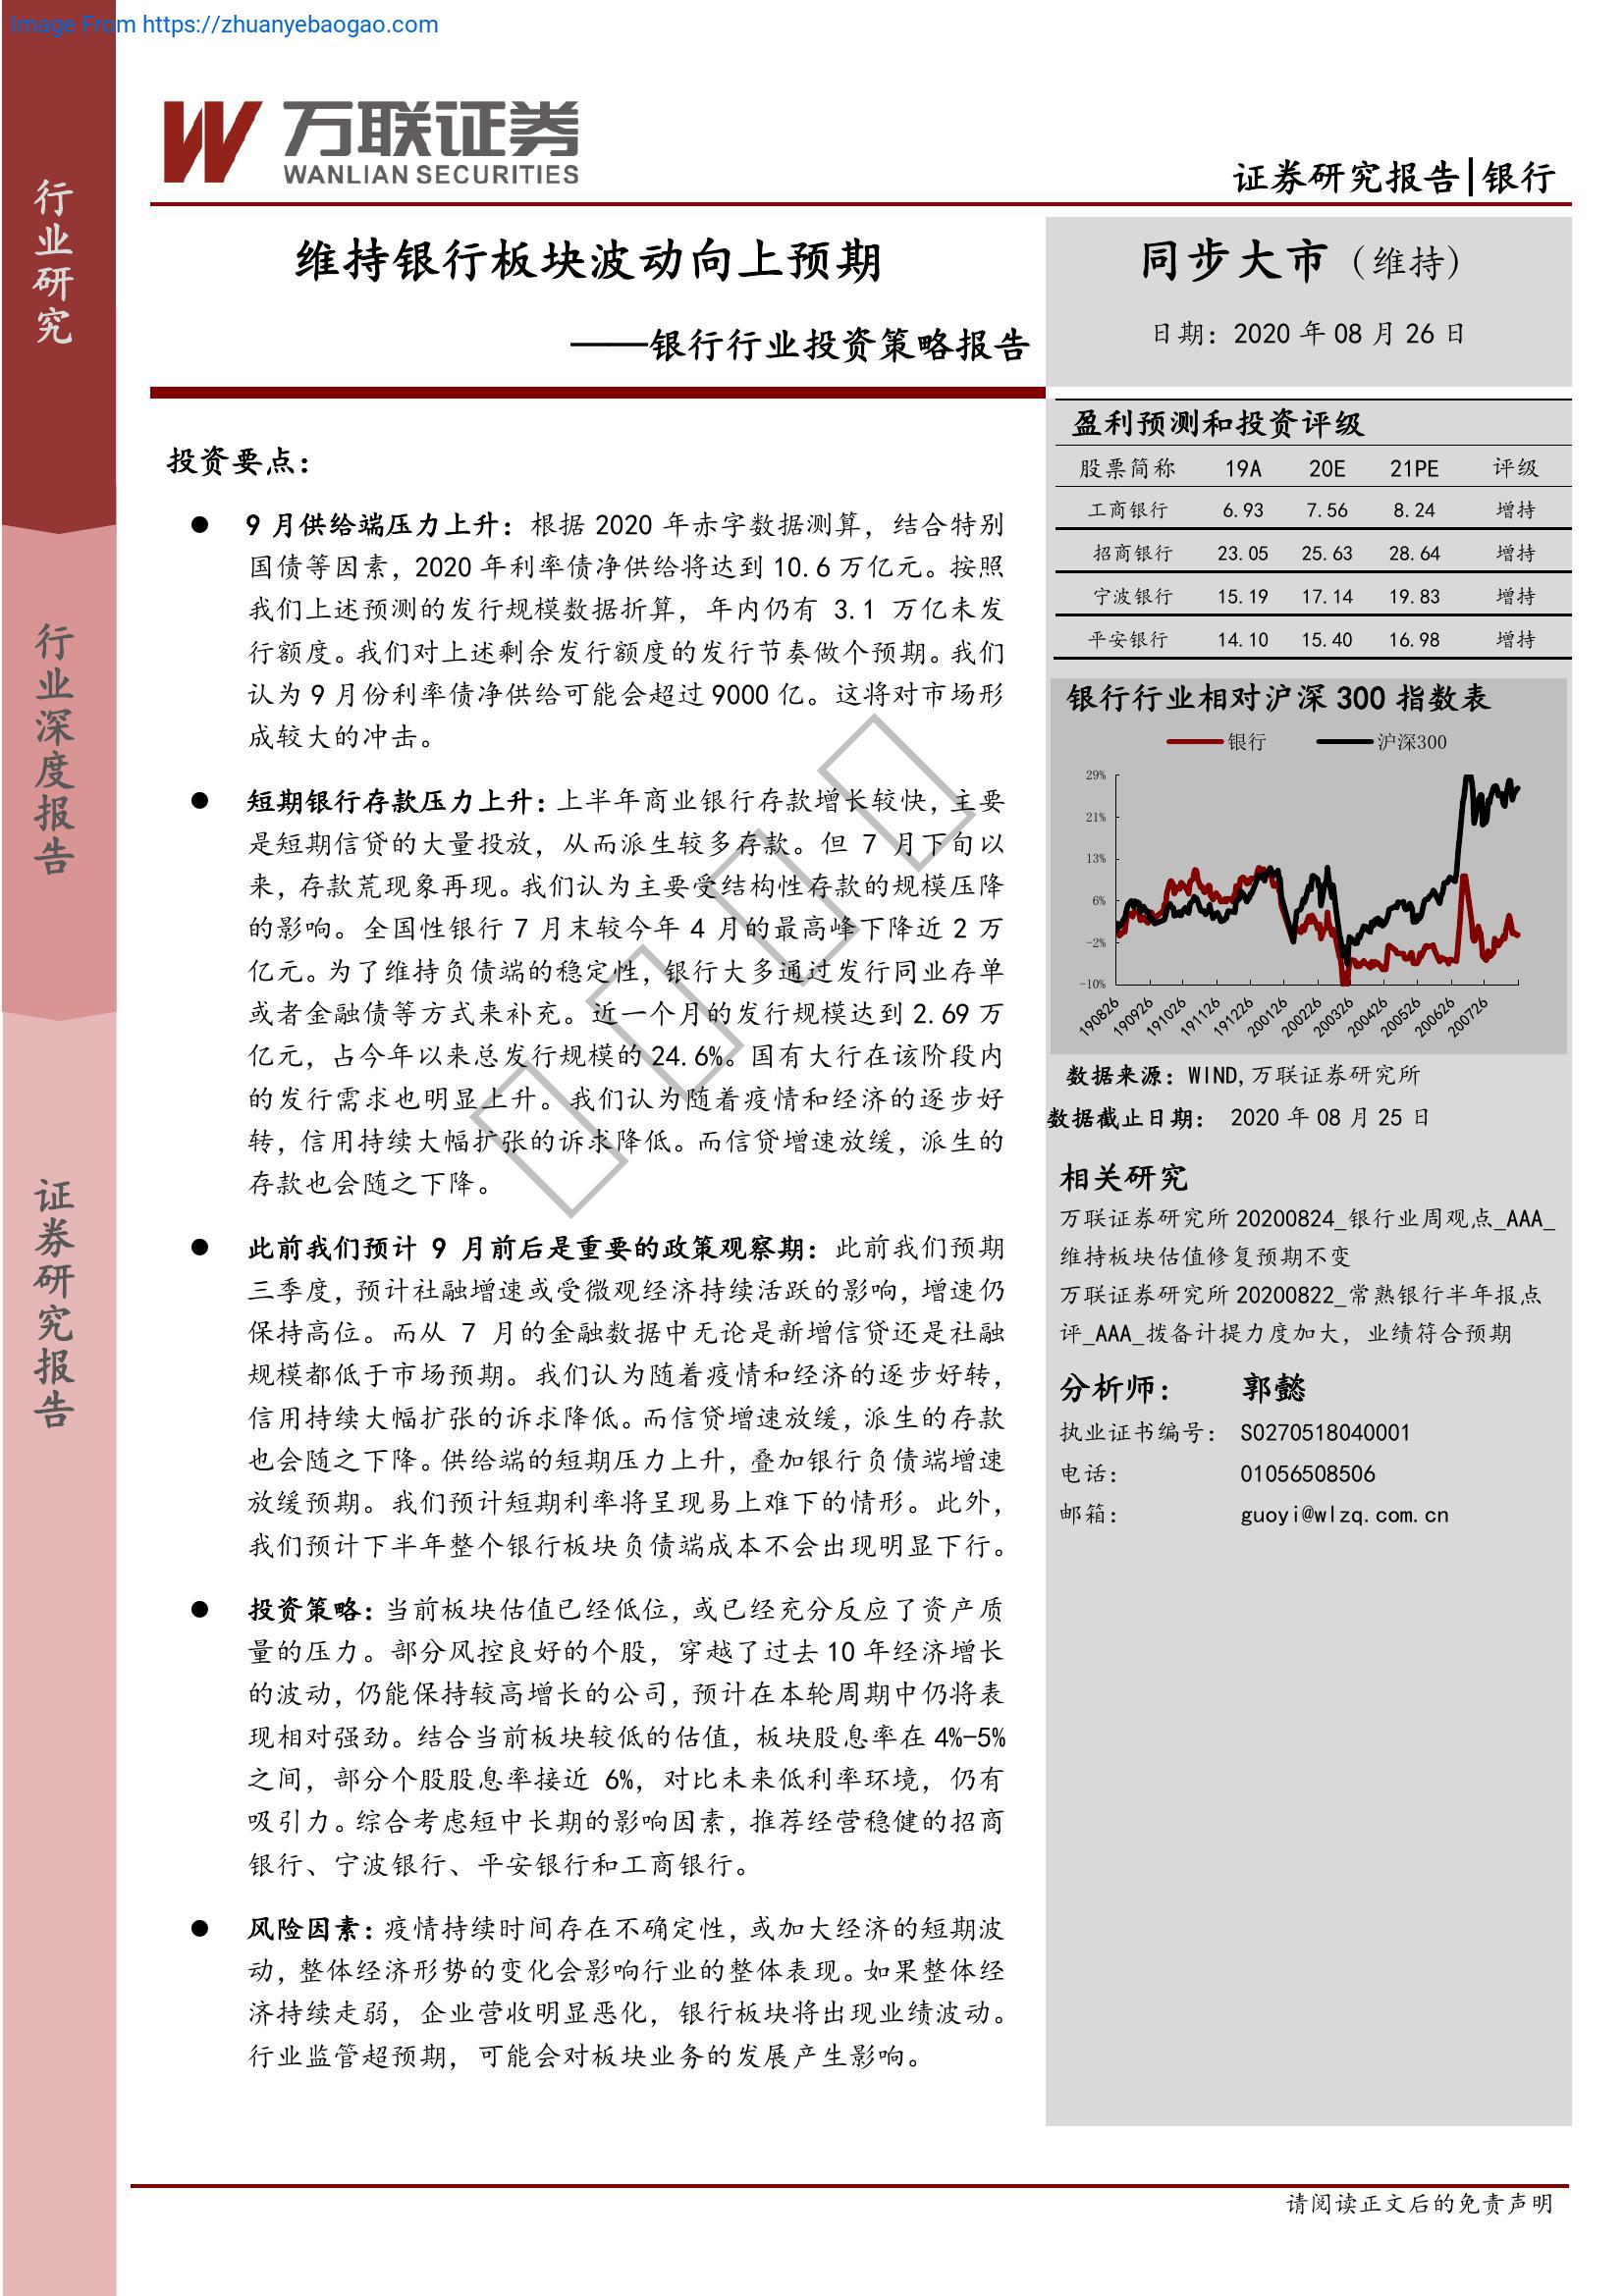 Image From https://zhuanyebaogao.com
万联证券
WANLIAN SECURITIES
证券研究报告|银行
行业研究
行业深度报告
证券研究报告
维持银行板块波动向上预期
——银行行业投资策略报告
同步大市（维持）
日期：2020 年 08 月 26 日
投资要点：
● 9 月供给端压力上升：根据 2020 年赤字数据测算，结合特别
国债等因素，2020 年利率债净供给将达到 10.6 万亿元。按照
我们上述预测的发行规模数据折算，年内仍有 3.1 万亿未发
行额度。我们对上述剩余发行额度的发行节奏做个预期。我们
认为 9 月份利率债净供给可能会超过 9000 亿。这将对市场形
成较大的冲击。
● 短期银行存款压力上升：上半年商业银行存款增长较快，主要
是短期信贷的大量投放，从而派生较多存款。但 7 月下旬以
来，存款荒现象再现。我们认为主要受结构性存款的规模压降
的影响。全国性银行 7 月末较今年 4 月的最高峰下降近 2 万
亿元。为了维持负债端的稳定性，银行大多通过发行同业存单
或者金融债等方式来补充。近一个月的发行规模达到 2.69 万
亿元，占今年以来总发行规模的 24.6%。国有大行在该阶段内
的发行需求也明显上升。我们认为随着疫情和经济的逐步好
转，信用持续大幅扩张的诉求降低。而信贷增速放缓，派生的
存款也会随之下降。
● 此前我们预计 9 月前后是重要的政策观察期：此前我们预期
三季度，预计社融增速或受微观经济持续活跃的影响，增速仍
保持高位。而从 7 月的金融数据中无论是新增信贷还是社融
规模都低于市场预期。我们认为随着疫情和经济的逐步好转，
信用持续大幅扩张的诉求降低。而信贷增速放缓，派生的存款
也会随之下降。供给端的短期压力上升，叠加银行负债端增速
放缓预期。我们预计短期利率将呈现易上难下的情形。此外，
我们预计下半年整个银行板块负债端成本不会出现明显下行。
● 投资策略：当前板块估值已经低位，或已经充分反应了资产质
量的压力。部分风控良好的个股，穿越了过去 10 年经济增长
的波动，仍能保持较高增长的公司，预计在本轮周期中仍将表
现相对强劲。结合当前板块较低的估值，板块股息率在 4%-5%
之间，部分个股股息率接近 6%，对比未来低利率环境，仍有
吸引力。综合考虑短中长期的影响因素，推荐经营稳健的招商
银行、宁波银行、平安银行和工商银行。
● 风险因素：疫情持续时间存在不确定性，或加大经济的短期波
动，整体经济形势的变化会影响行业的整体表现。如果整体经
济持续走弱，企业营收明显恶化，银行板块将出现业绩波动。
行业监管超预期，可能会对板块业务的发展产生影响。
盈利预测和投资评级
股票简称 19A 20E 21PE 评级
工商银行 6.93 7.56 8.24 增持
招商银行 23.05 25.63 28.64 增持
宁波银行 15.19 17.14 19.83 增持
平安银行 14.10 15.40 16.98 增持
银行行业相对沪深 300 指数表
银行 沪深300
29%
21%
13%
6%
-2%
-10%
190826 190926 191026 191126 191226 200126 200226 200326 200426 200526 200626 200726
数据来源：WIND,万联证券研究所
数据截止日期： 2020 年 08 月 25 日
相关研究
万联证券研究所 20200824_银行业周观点_AAA_
维持板块估值修复预期不变
万联证券研究所 20200822_常熟银行半年报点
评_AAA_拨备计提力度加大，业绩符合预期
分析师： 郭懿
执业证书编号： S0270518040001
电话： 01056508506
邮箱： guoyi@wlzq.com.cn
请阅读正文后的免责声明